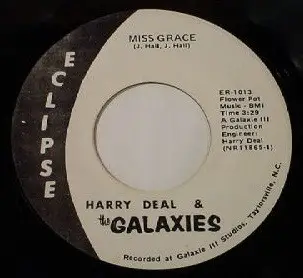 MISS GRACE
(J. Hall, J. Hall)
ECLIPSE
ER-1013
Flower Pot
Music - BMI
Time 3:29
A Galaxie III
Production
Engineer:
Harry Deal
(NR11865-1)
HARRY DEAL &
the GALAXIES
Recorded at Galaxie III Studios, Taylorsville, N.C.